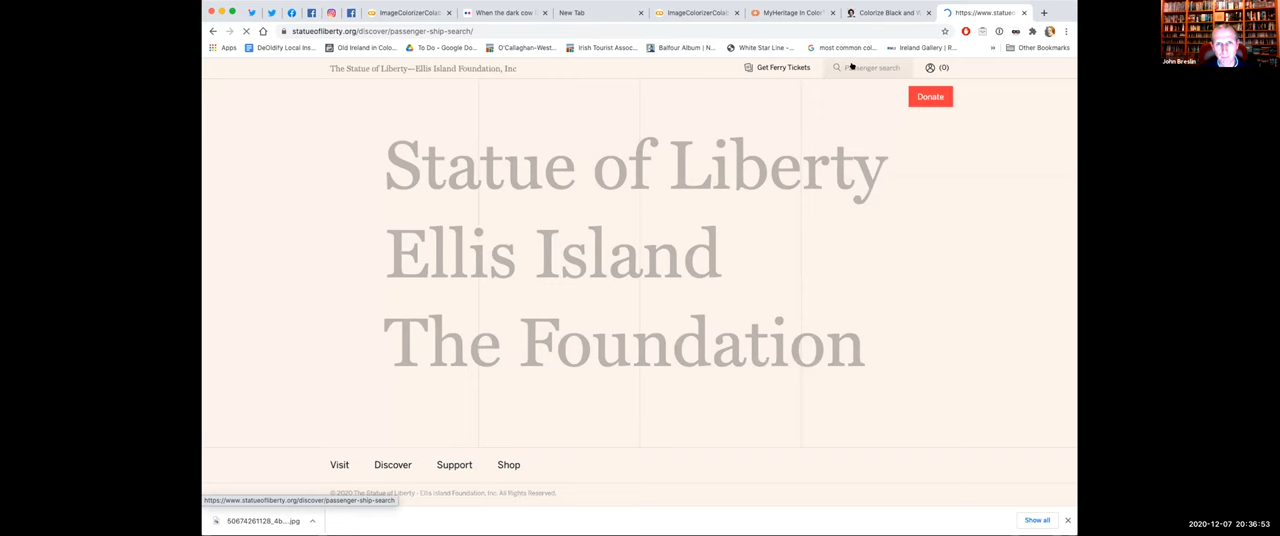 ImageColorizerColab
When the dark cow
New Tab
ImageColorizerColab
MyHeritage In Color
Colorize Black and W
https://www.statueo
statueofliberty.org/discover/passenger-ship-search/
Apps
DeOldify Local Ins...
Old Ireland in Colo...
To Do - Google Do...
O'Callaghan-West...
Irish Tourist Assoc...
Balfour Album | N...
White Star Line -...
most common col...
Ireland Gallery | R...
»
Other Bookmarks
The Statue of Liberty—Ellis Island Foundation, Inc
Get Ferry Tickets
Passenger search
(0)
Donate
Statue of Liberty
Ellis Island
The Foundation
Visit
Discover
Support
Shop
©2020 The Statue of Liberty - Ellis Island Foundation, Inc. All Rights Reserved.
https://www.statueofliberty.org/discover/passenger-ship-search
50674261128_4b....jpg
Show all
John Breslin
2020-12-07 20:36:53